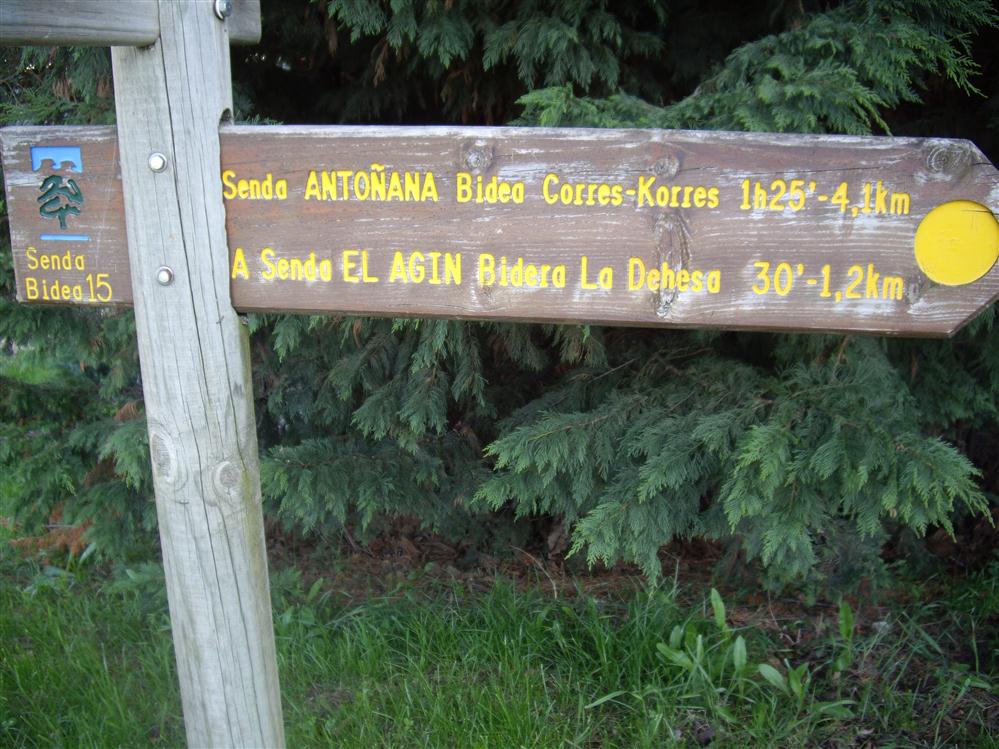 Senda ANTOÑANA Bidea Corres-Korres 1h25'-4,1km
A Senda EL AGIN Bidera La Dehesa 30'-1,2km
Senda
Bidea 15